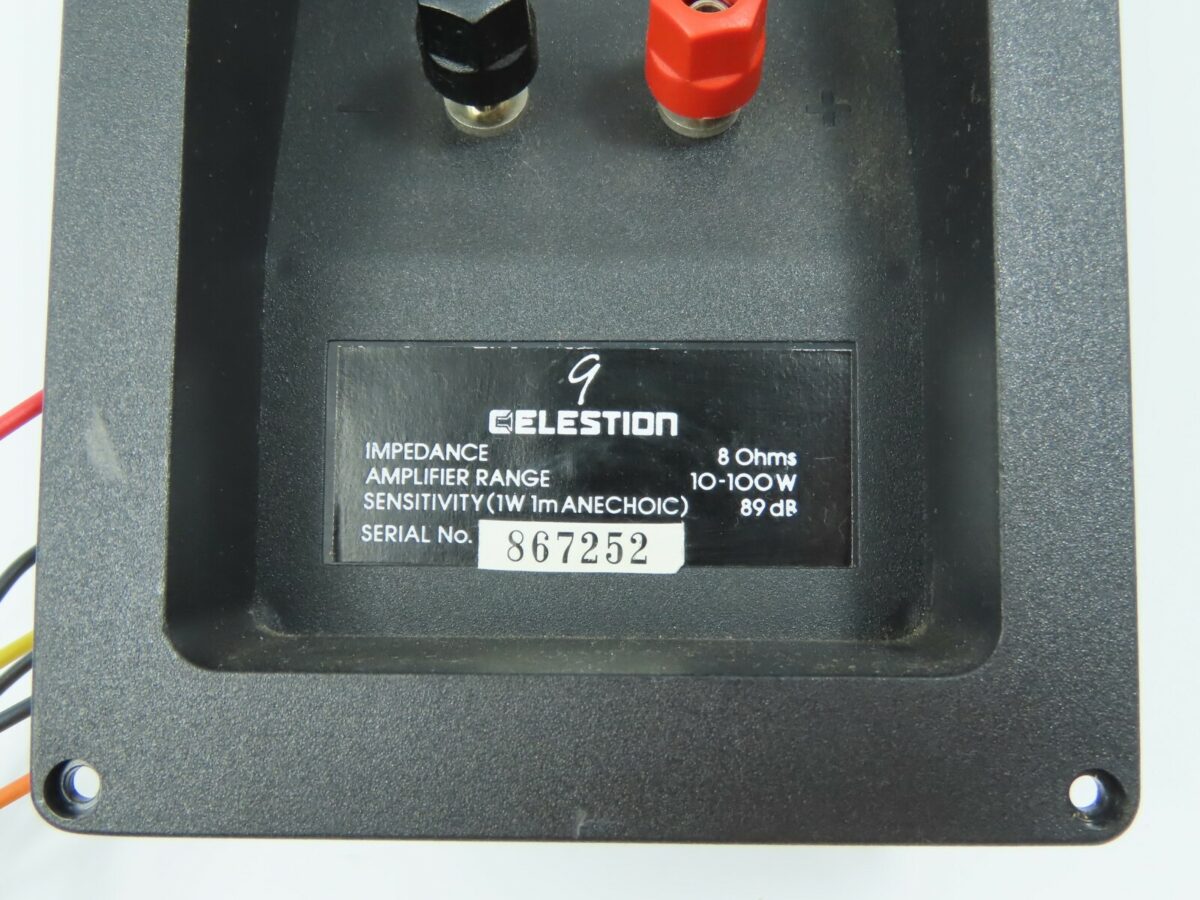 - +
9
CELESTION
IMPEDANCE 8 Ohms
AMPLIFIER RANGE 10-100W
SENSITIVITY (1W 1m ANECHOIC) 89 dB
SERIAL No. 867252